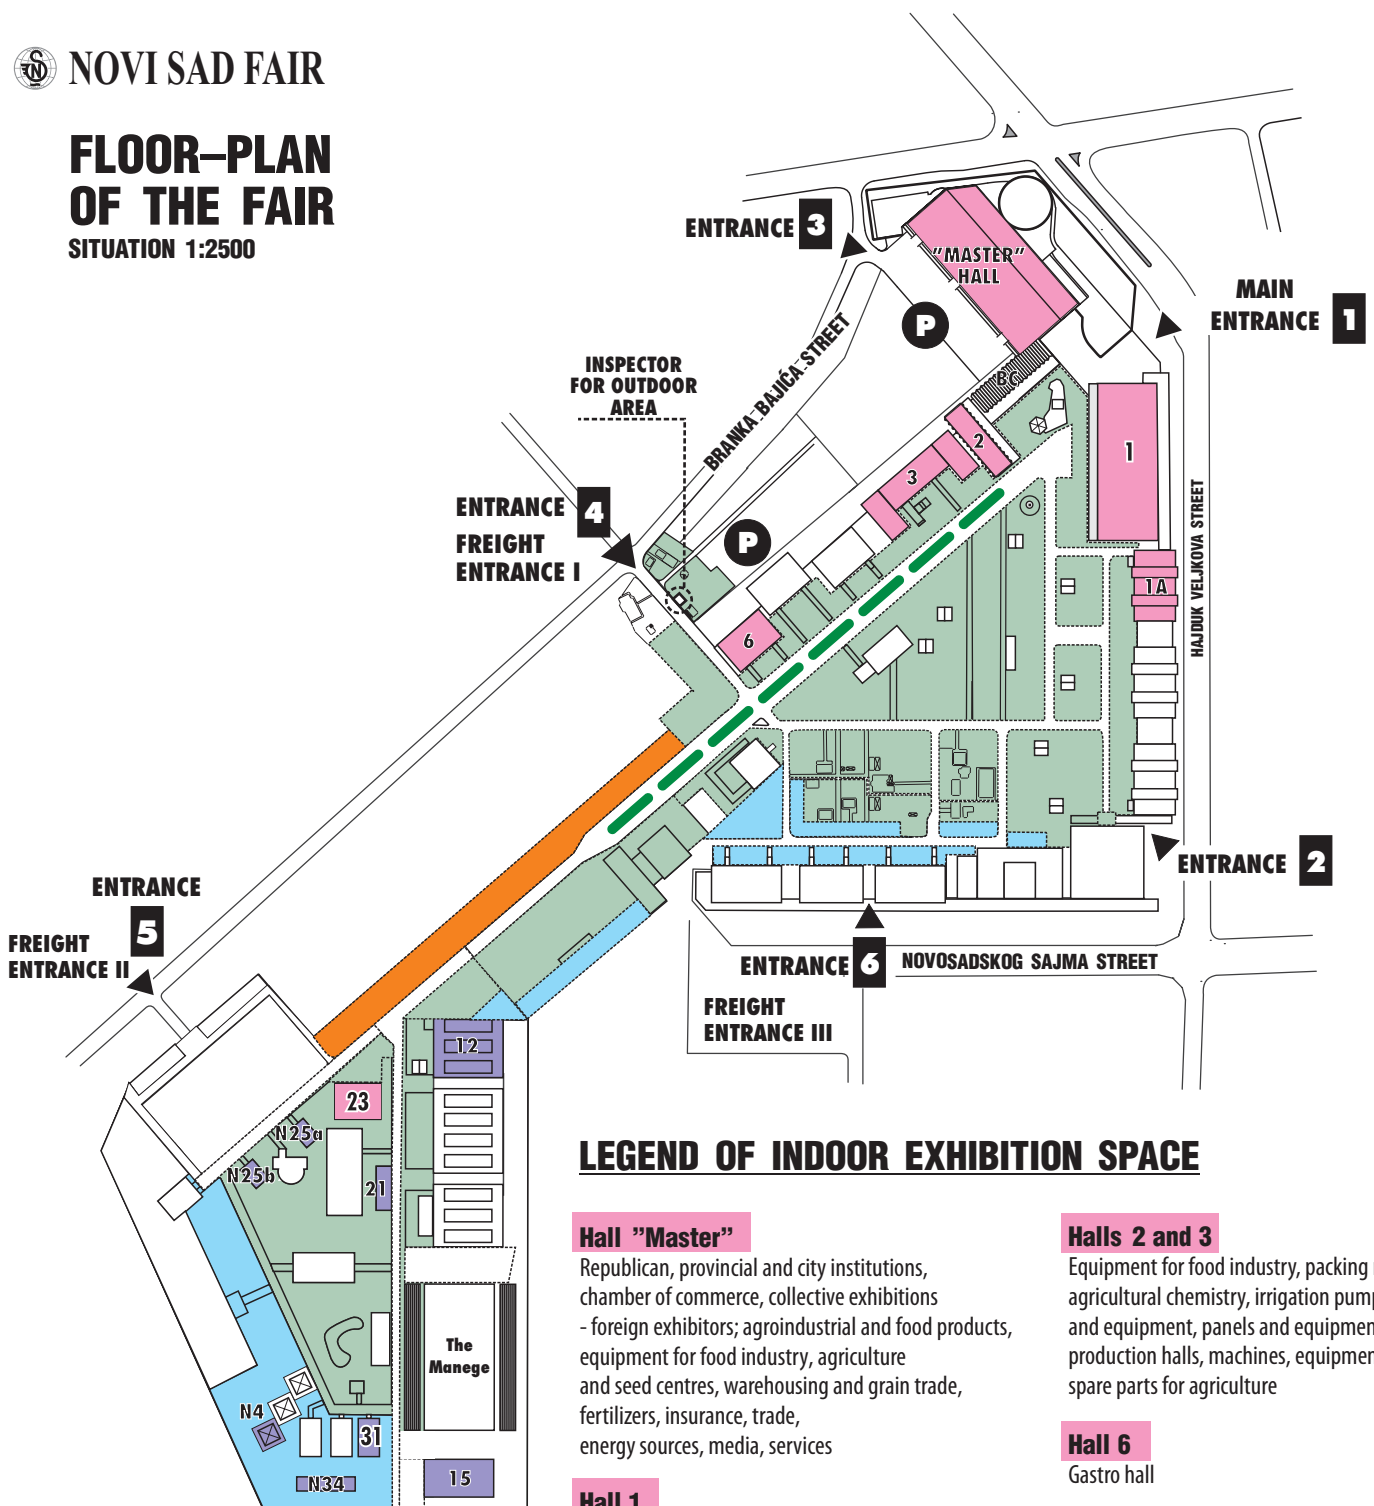 NOVI SAD FAIR
FLOOR–PLAN
OF THE FAIR
SITUATION 1:2500
ENTRANCE 3
"MASTER"
HALL
MAIN
ENTRANCE 1
P
BRANKA BAJIĆA STREET
INSPECTOR
FOR OUTDOOR
AREA
BC
2
1
3
HAJDUK VELJKOVA STREET
ENTRANCE 4
FREIGHT
ENTRANCE I
P
1A
6
ENTRANCE 2
ENTRANCE
5
FREIGHT
ENTRANCE II
ENTRANCE 6
NOVOSADSKOG SAJMA STREET
FREIGHT
ENTRANCE III
12
23
N25a
N25b
21
The
Manege
N4
31
N34
15
LEGEND OF INDOOR EXHIBITION SPACE
Hall ”Master”
Republican, provincial and city institutions,
chamber of commerce, collective exhibitions
- foreign exhibitors; agroindustrial and food products,
equipment for food industry, agriculture
and seed centres, warehousing and grain trade,
fertilizers, insurance, trade,
energy sources, media, services
Hall 1
Halls 2 and 3
Equipment for food industry, packing
agricultural chemistry, irrigation
and equipment, panels and
production halls, machines,
spare parts for agriculture
Hall 6
Gastro hall